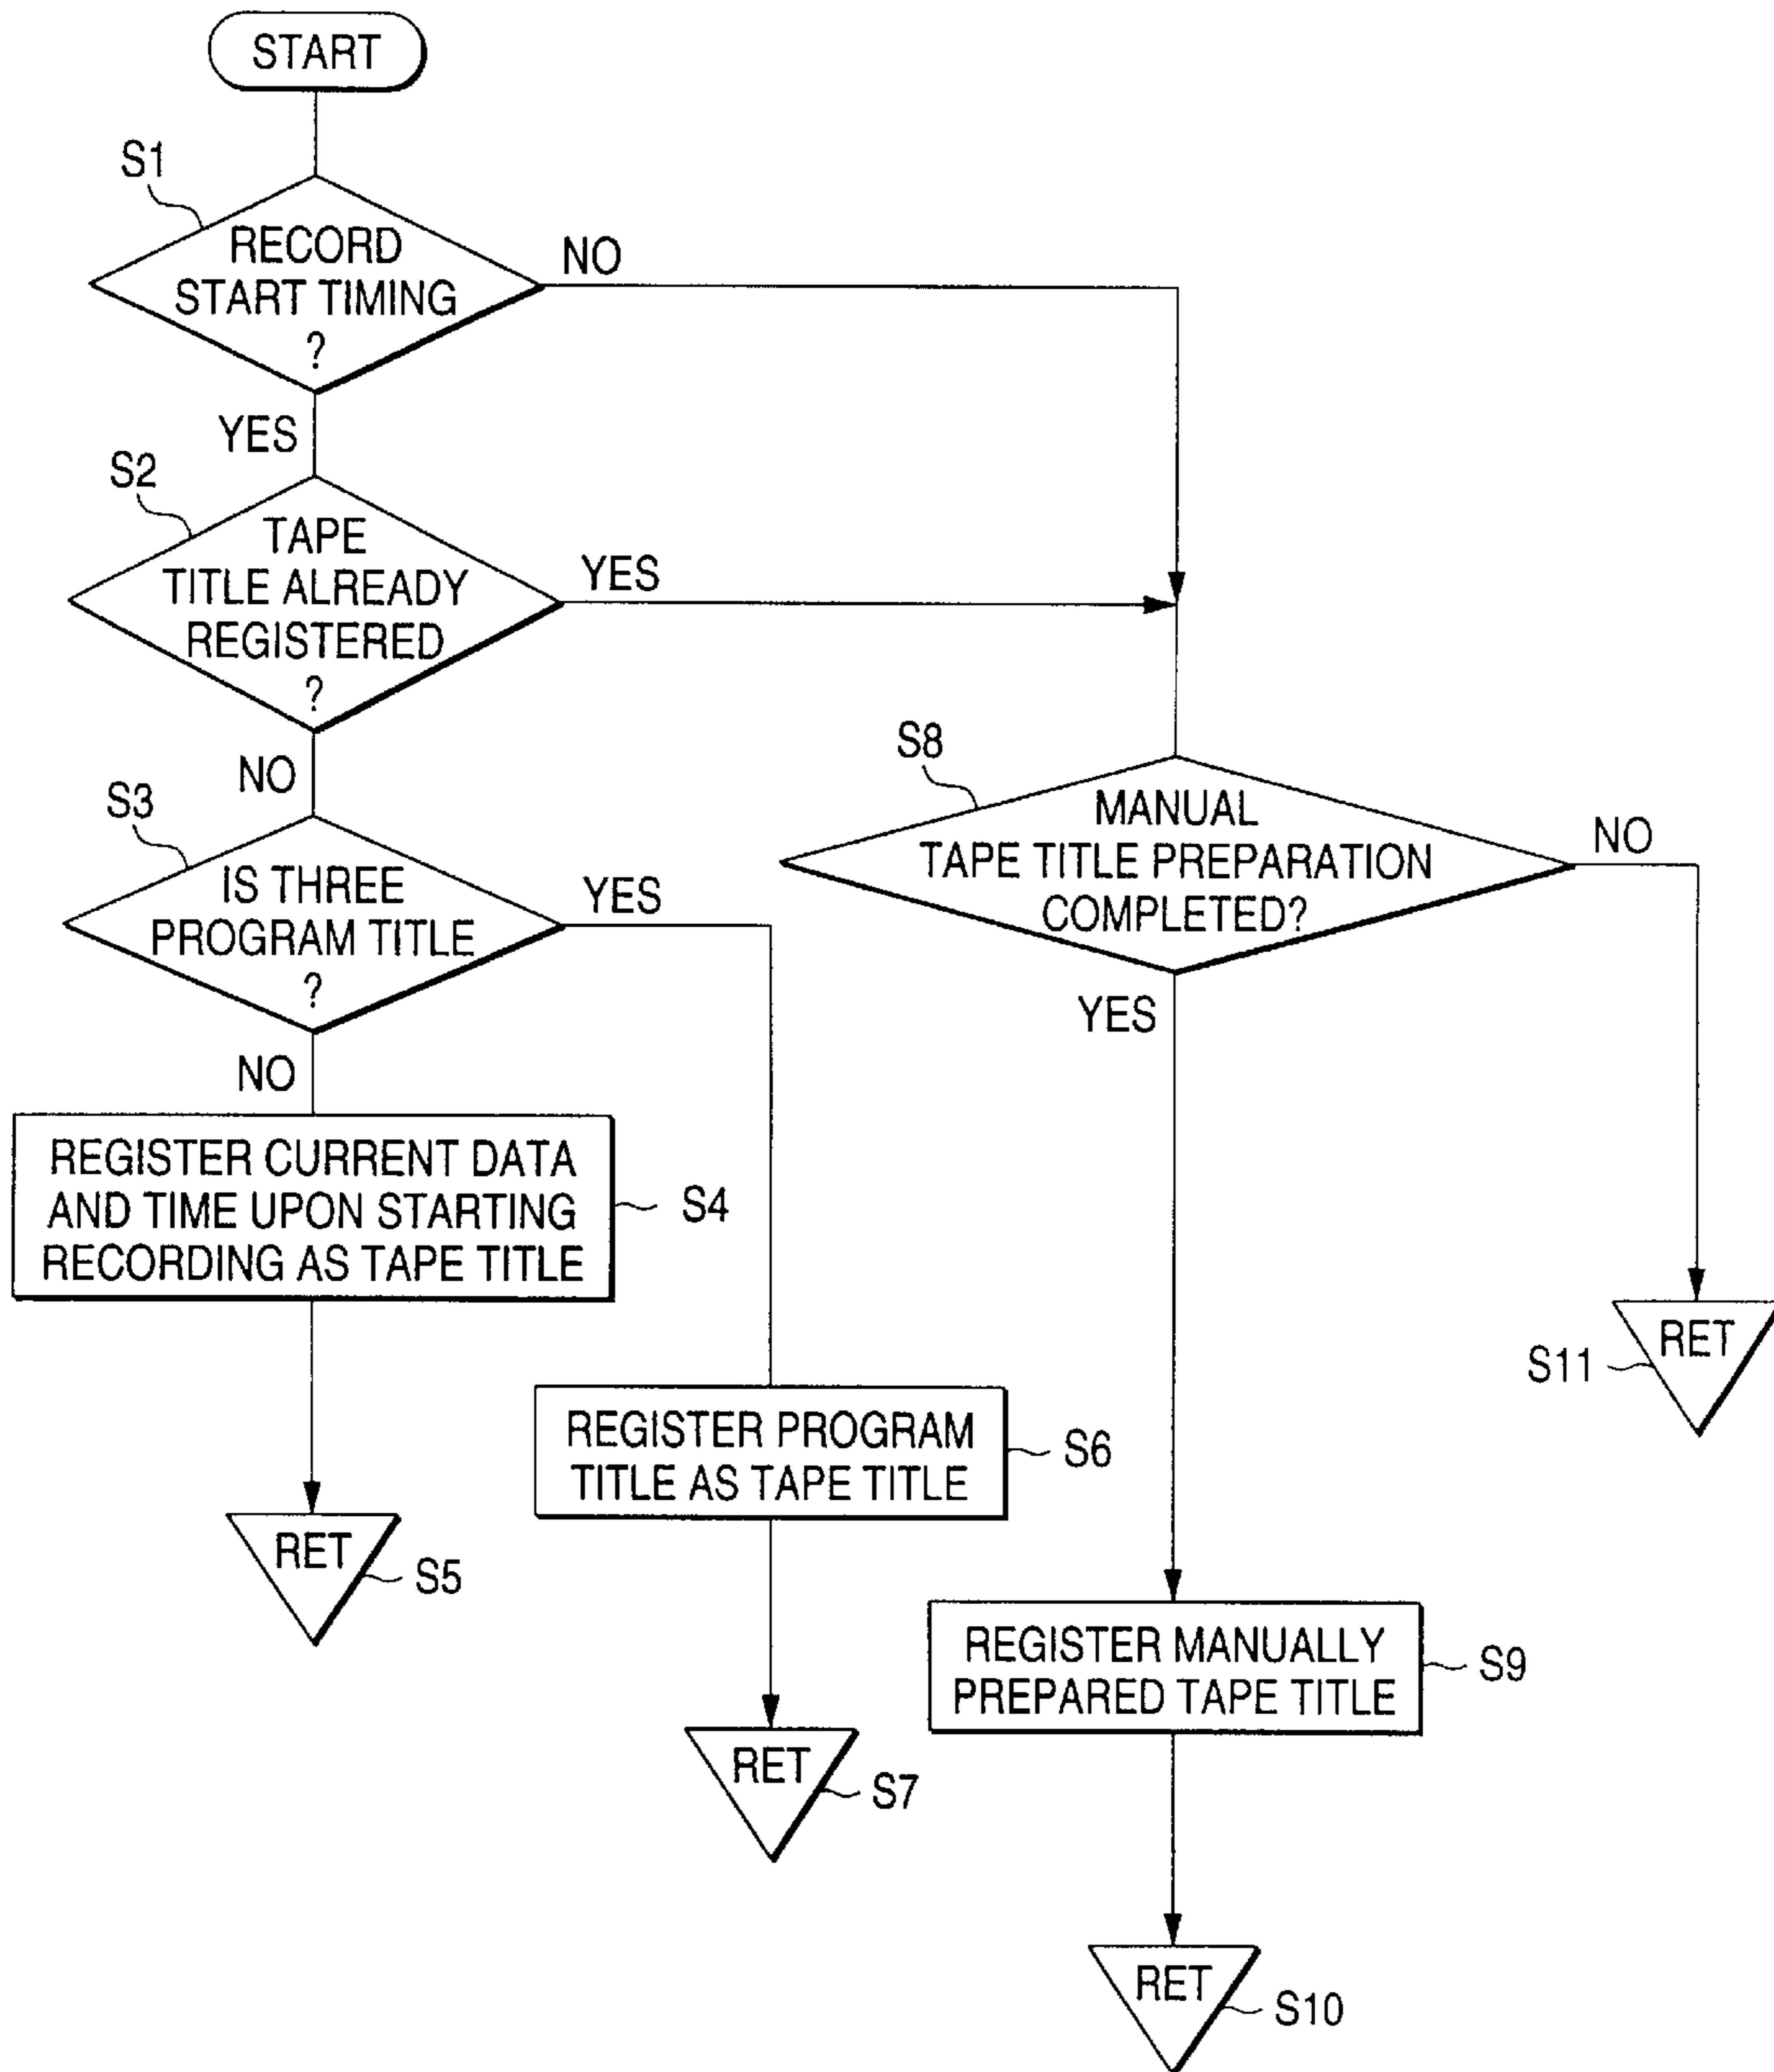 START
S1
RECORD
START TIMING
?
NO
YES
S2
TAPE
TITLE ALREADY
REGISTERED
?
YES
NO
S3
IS THREE
PROGRAM TITLE
?
YES
NO
S8
MANUAL
TAPE TITLE PREPARATION
COMPLETED?
NO
YES
REGISTER CURRENT DATA
AND TIME UPON STARTING
RECORDING AS TAPE TITLE
S4
RET
S5
REGISTER PROGRAM
TITLE AS TAPE TITLE
S6
RET
S7
REGISTER MANUALLY
PREPARED TAPE TITLE
S9
RET
S10
RET
S11